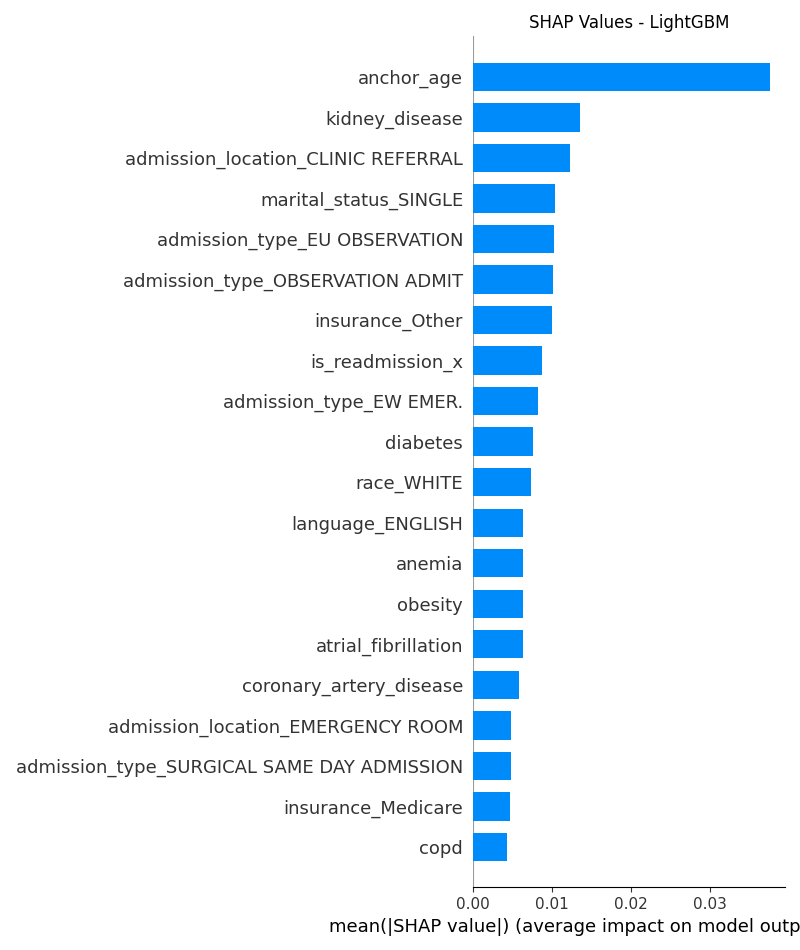 SHAP Values - LightGBM
anchor_age
kidney_disease
admission_location_CLINIC REFERRAL
marital_status_SINGLE
admission_type_EU OBSERVATION
admission_type_OBSERVATION ADMIT
insurance_Other
is_readmission_x
admission_type_EW EMER.
diabetes
race_WHITE
language_ENGLISH
anemia
obesity
atrial_fibrillation
coronary_artery_disease
admission_location_EMERGENCY ROOM
admission_type_SURGICAL SAME DAY ADMISSION
insurance_Medicare
copd
0.00 0.01 0.02 0.03
mean(|SHAP value|) (average impact on model outp